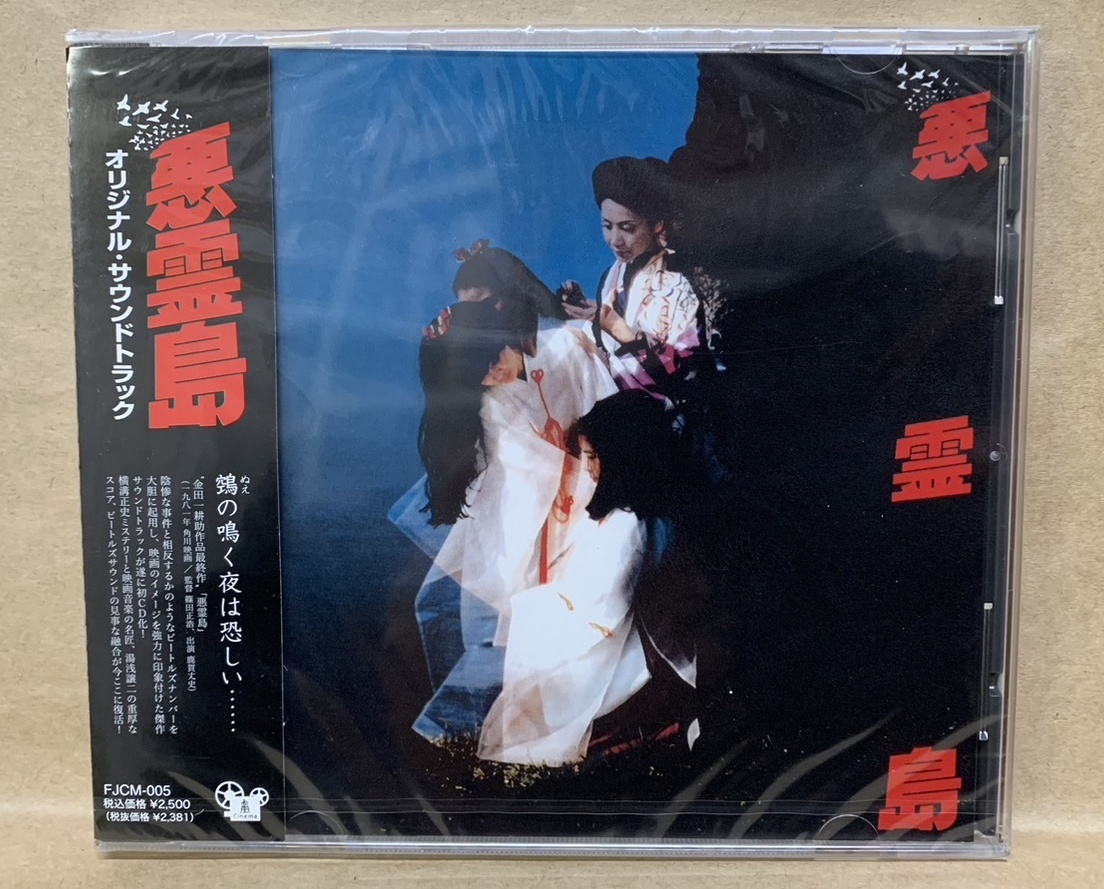 悪霊島
オリジナル・サウンドトラック
ぬえ
鵼の鳴く夜は恐しい……
“金田一耕助作品最終作、「悪霊島」
(一九八一年 角川映画／監督 篠田正浩、出演 鹿賀丈史)
陰惨な事件と相反するかのようなビートルズナンバーを
大胆に起用し、映画のイメージを強力に印象付けた傑作
サウンドトラックが遂に初CD化！
横溝正史ミステリーと映画音楽の名匠、湯浅譲二の重厚な
スコア、ビートルズサウンドの見事な融合が今ここに復活！
FJCM-005
税込価格 ¥2,500
(税抜価格 ¥2,381)
cinema
悪
霊
島